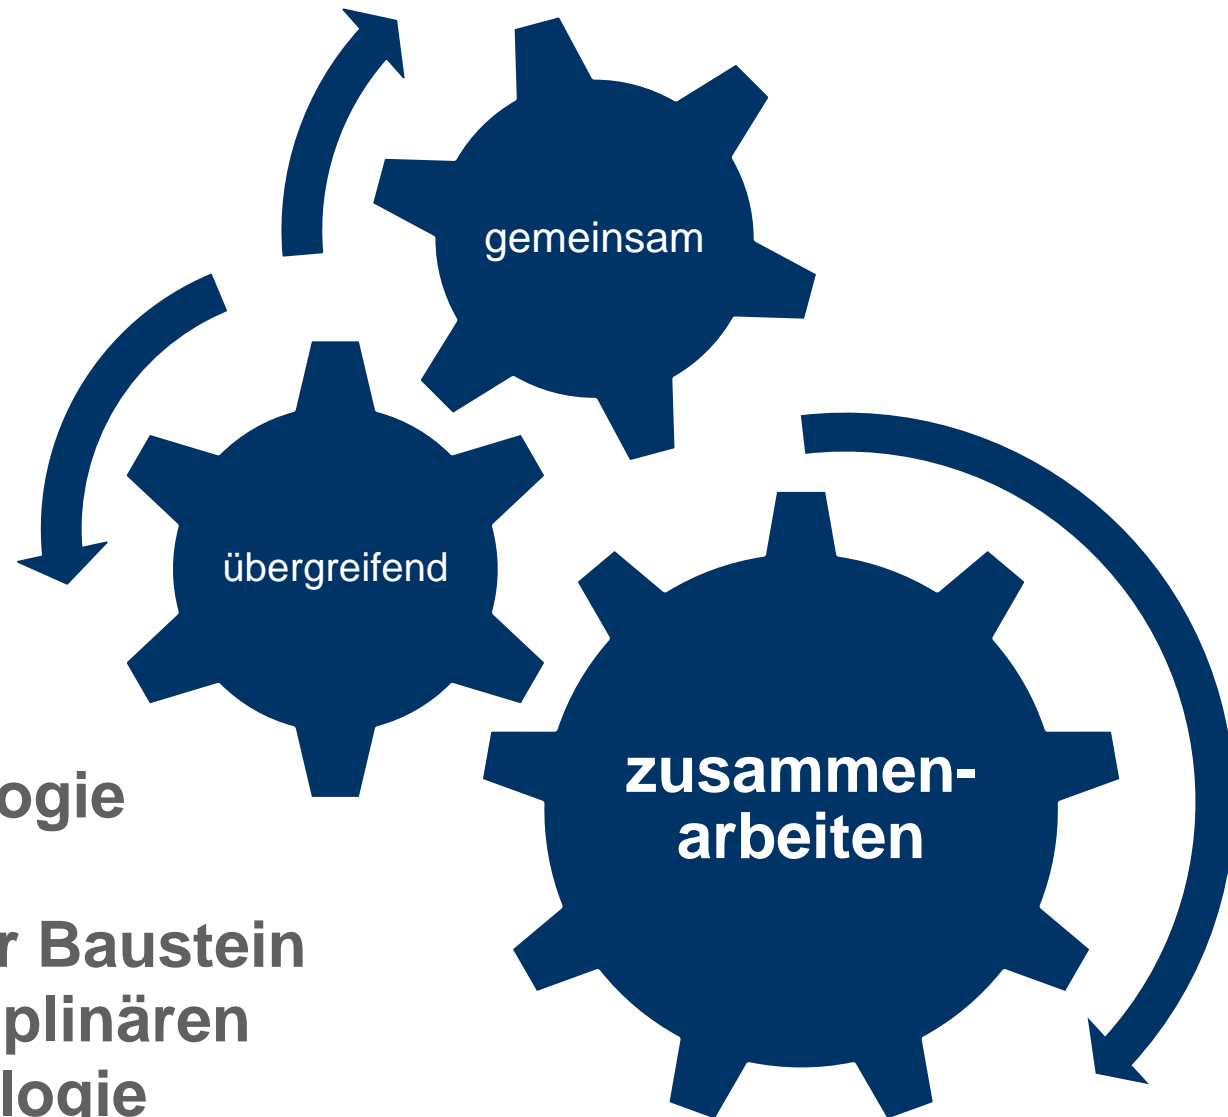 gemeinsam
übergreifend
zusammen-
arbeiten
ogie
r Baustein
plinären
logie